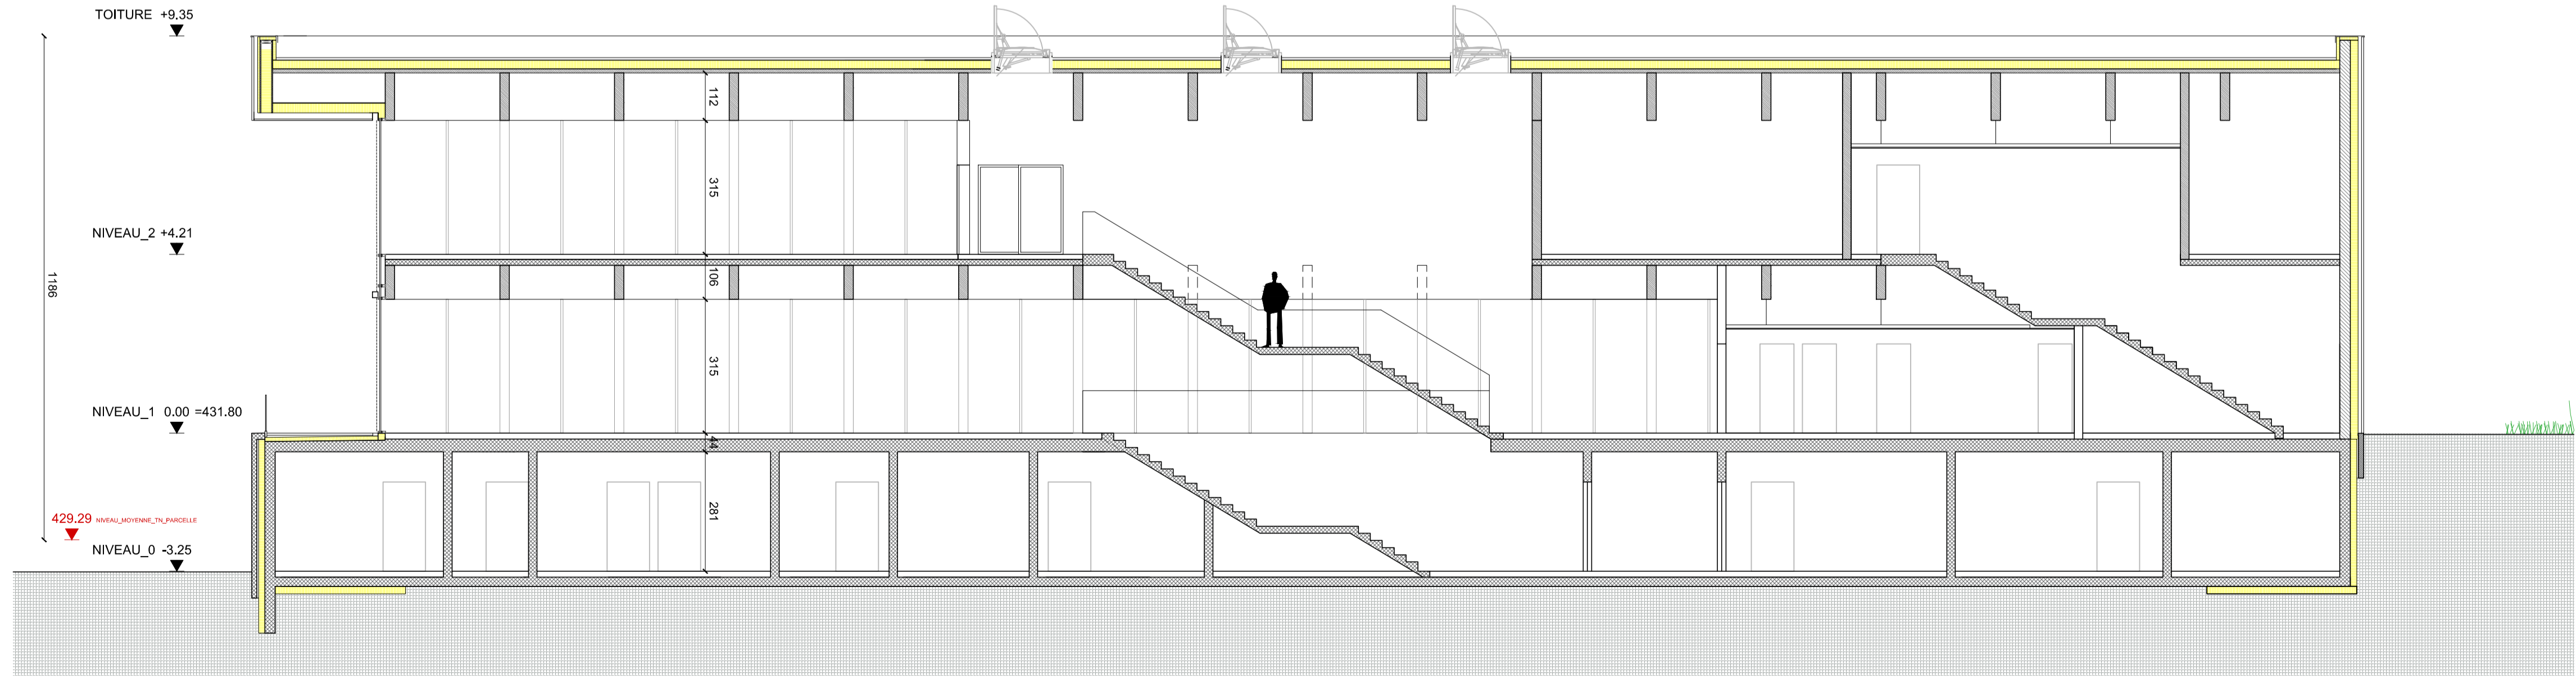 TOITURE +9.35
112
315
NIVEAU_2 +4.21
106
1186
315
NIVEAU_1 0.00 =431.80
44
281
429.29 NIVEAU_MOYENNE_TN_PARCELLE
NIVEAU_0 -3.25